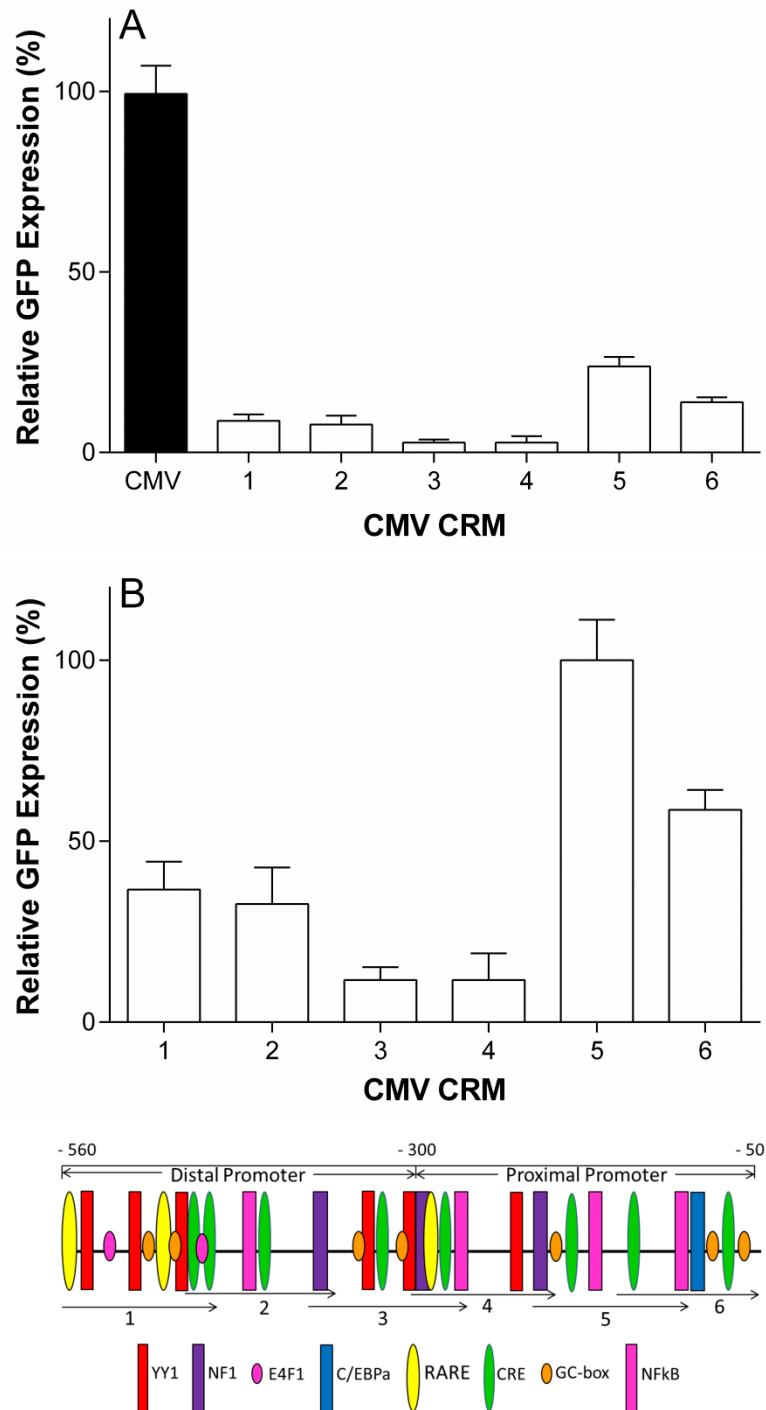 A
Relative GFP Expression (%)
100
50
0
CMV 1 2 3 4 5 6
CMV CRM
B
Relative GFP Expression (%)
100
50
0
1 2 3 4 5 6
CMV CRM
- 560 - 300 - 50
Distal Promoter Proximal Promoter
1 2 3 4 5 6
YY1 NF1 E4F1 C/EBPa RARE CRE GC-box NFkB